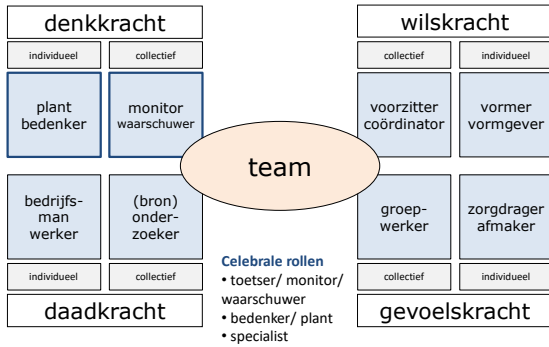 denkkracht
individueel
collectief
plant
bedenker
monitor
waarschuwer
wilskracht
collectief
individueel
voorzitter
coördinator
vormer
vormgever
team
bedrijfs-
man
werker
(bron)
onder-
zoeker
individueel
collectief
daadkracht
Celebrale rollen
• toetser/ monitor/
waarschuwer
• bedenker/ plant
• specialist
groep-
werker
zorgdrager
afmaker
collectief
individueel
gevoelskracht